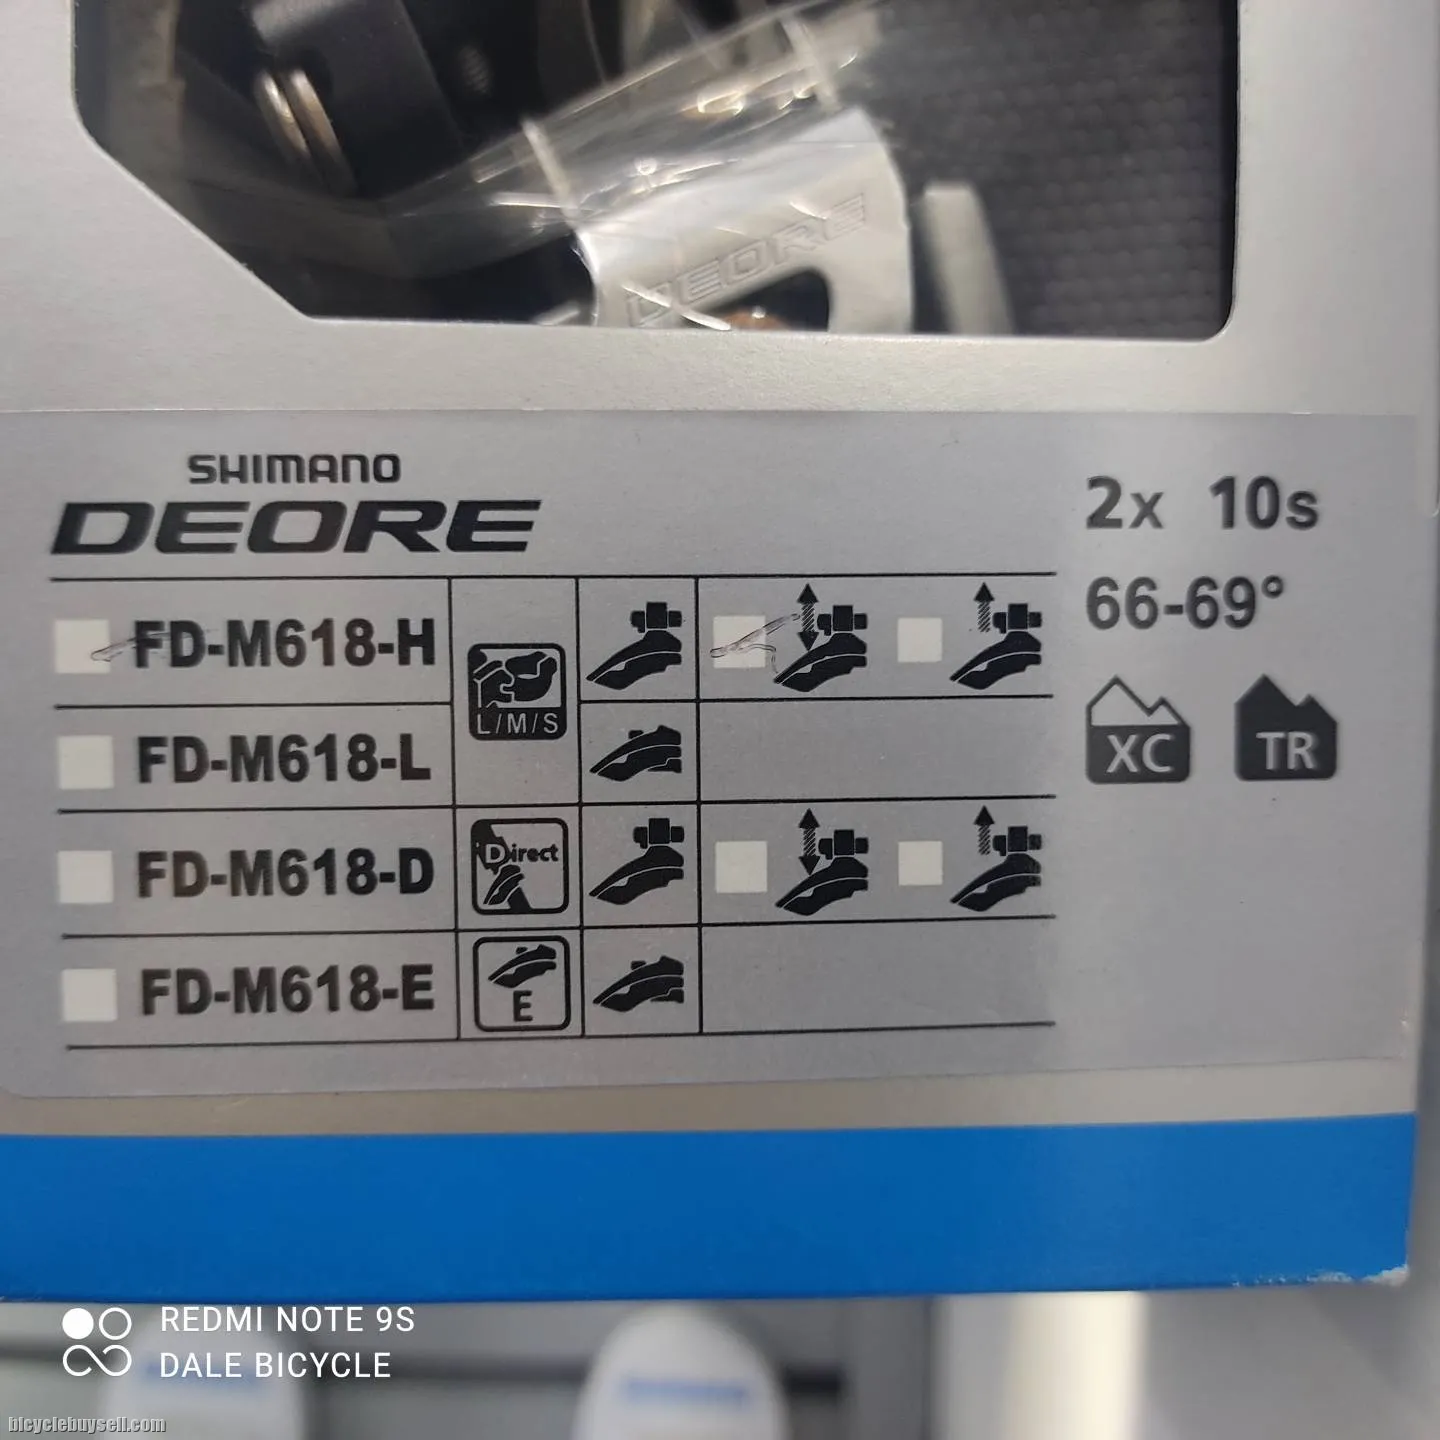 DEORE
SHIMANO
DEORE
2x 10s
66-69°
FD-M618-H
L/M/S
FD-M618-L
XC TR
FD-M618-D
Direct
FD-M618-E
E
REDMI NOTE 9S
DALE BICYCLE
bicyclebuysell.com